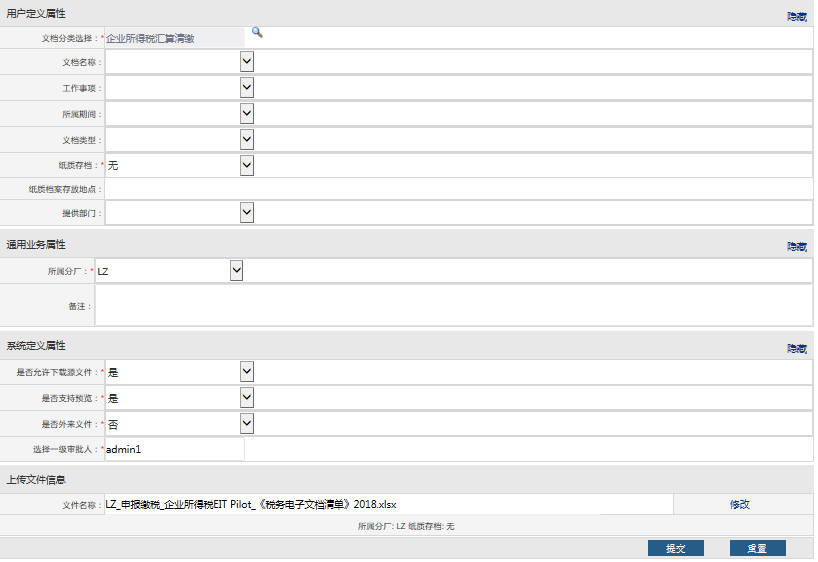 用户定义属性 隐藏
文档分类选择：* 企业所得税汇算清缴
文档名称：
工作事项：
所属期间：
文档类型：
纸质存档：* 无
纸质档案存放地点：
提供部门：
通用业务属性 隐藏
所属分厂：* LZ
备注：
系统定义属性 隐藏
是否允许下载源文件：* 是
是否支持预览：* 是
是否外来文件：* 否
选择一级审批人：* admin1
上传文件信息
文件名称： LZ_申报缴税_企业所得税EIT Pilot_《税务电子文档清单》2018.xlsx 修改
所属分厂: LZ 纸质存档: 无
提交 重置